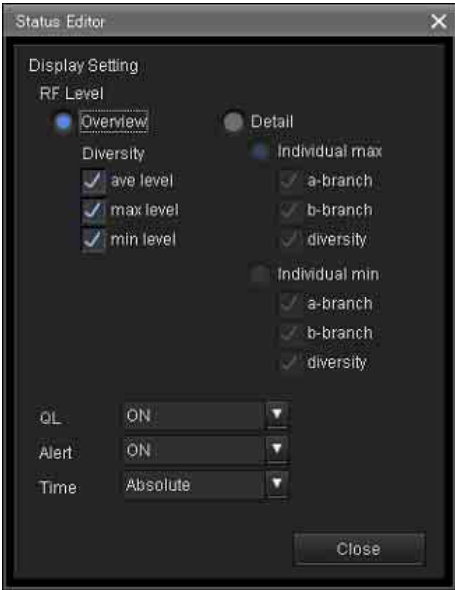 Status Editor
Display Setting
RF Level
Overview
Detail
Diversity
ave level
max level
min level
Individual max
a-branch
b-branch
diversity
Individual min
a-branch
b-branch
diversity
QL ON
Alert ON
Time Absolute
Close